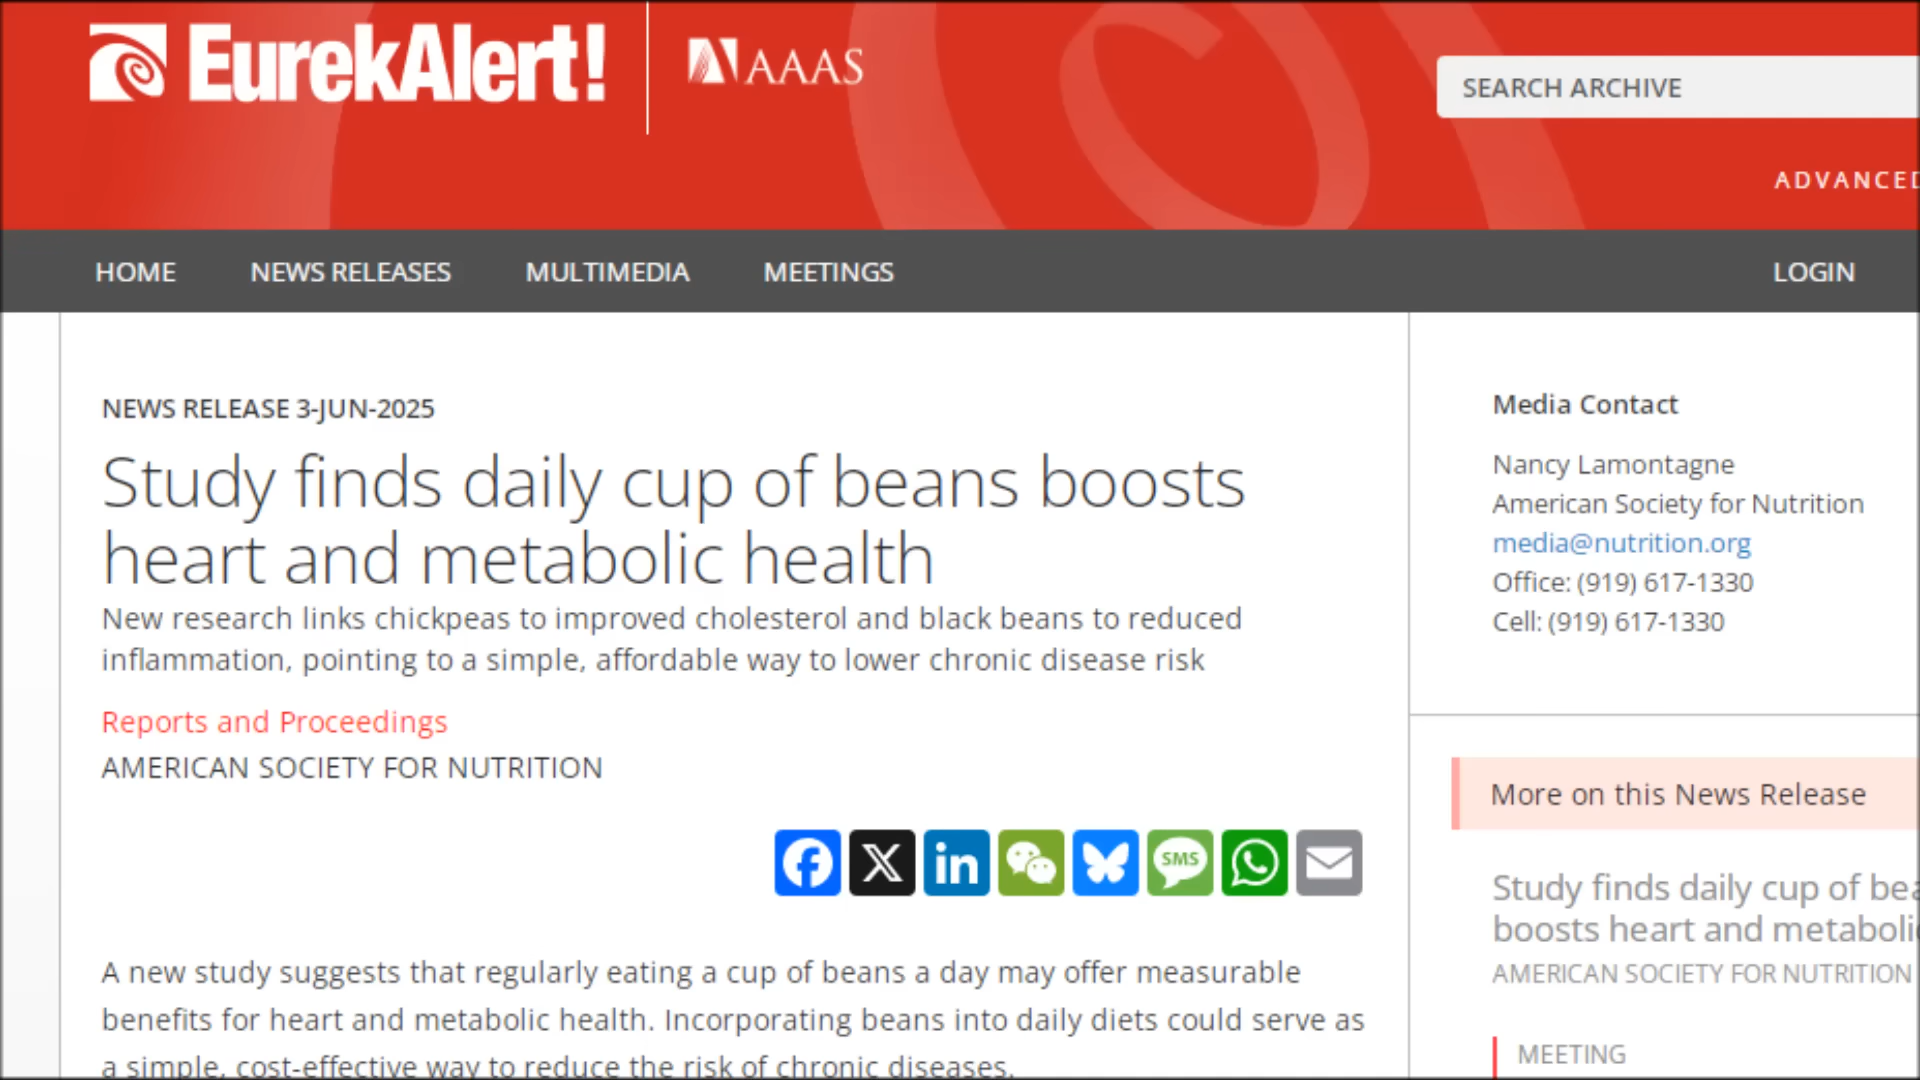 EurekAlert!
AAAS
SEARCH ARCHIVE
ADVANCED
HOME NEWS RELEASES MULTIMEDIA MEETINGS LOGIN
NEWS RELEASE 3-JUN-2025
Study finds daily cup of beans boosts
heart and metabolic health
New research links chickpeas to improved cholesterol and black beans to reduced
inflammation, pointing to a simple, affordable way to lower chronic disease risk
Reports and Proceedings
AMERICAN SOCIETY FOR NUTRITION
SMS
A new study suggests that regularly eating a cup of beans a day may offer measurable
benefits for heart and metabolic health. Incorporating beans into daily diets could serve as
a simple, cost-effective way to reduce the risk of chronic diseases.
Media Contact
Nancy Lamontagne
American Society for Nutrition
media@nutrition.org
Office: (919) 617-1330
Cell: (919) 617-1330
More on this News Release
Study finds daily cup of bea
boosts heart and metaboli
AMERICAN SOCIETY FOR NUTRITION
MEETING